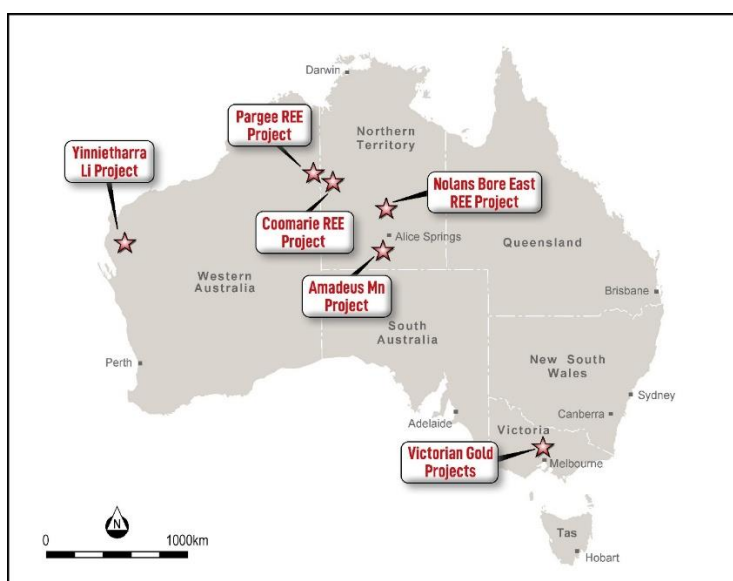 Darwin
Pargee REE
Project
Northern
Territory
Yinnietharra
Li Project
Nolans Bore East
REE Project
Coomarie REE
Project
Alice Springs
Queensland
Western
Australia
Amadeus Mn
Project
Brisbane
South
Australia
New South
Wales
Perth
Sydney
Canberra
Adelaide
Victoria
Victorian Gold
Projects
Melbourne
N
0 1000km
Tas
Hobart